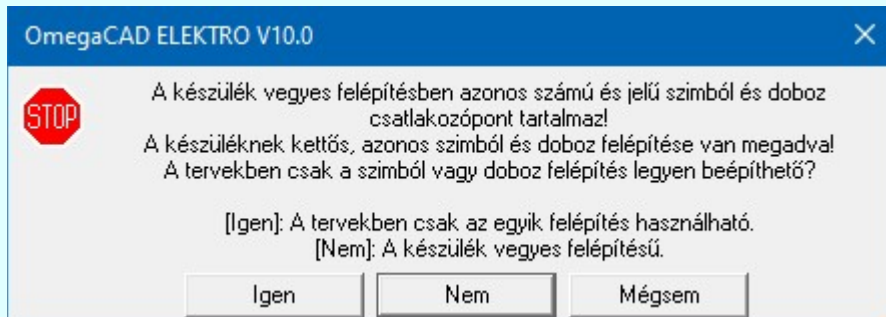 OmegaCAD ELEKTRO V10.0
STOP
A készülék vegyes felépítésben azonos számú és jelű szimból és doboz
csatlakozópont tartalmaz!
A készüléknek kettős, azonos szimból és doboz felépítése van megadva!
A tervekben csak a szimból vagy doboz felépítés legyen beépíthető?
[Igen]: A tervekben csak az egyik felépítés használható.
[Nem]: A készülék vegyes felépítésű.
Igen
Nem
Mégsem